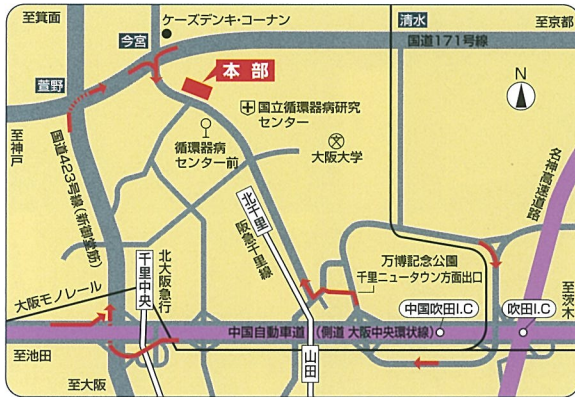 至箕面
ケーズデンキ・コーナン
清水
至京都
今宮
国道171号線
本部
萱野
N
国立循環器病研究
センター
至神戸
循環器病
センター前
大阪大学
国道423号線(新御堂筋)
名神高速道路
北千里
阪急千里線
北大阪急行
千里中央
万博記念公園
千里ニュータウン方面出口
大阪モノレール
中国吹田I.C
吹田I.C
至茨木
中国自動車道 (側道 大阪中央環状線)
至池田
山田
至大阪